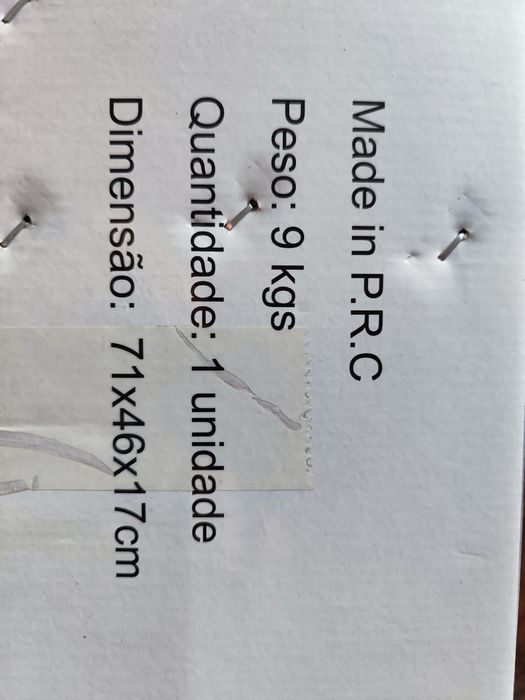 Made in P.R.C
Peso: 9 kgs
Quantidade: 1 unidade
Dimensão: 71x46x17cm